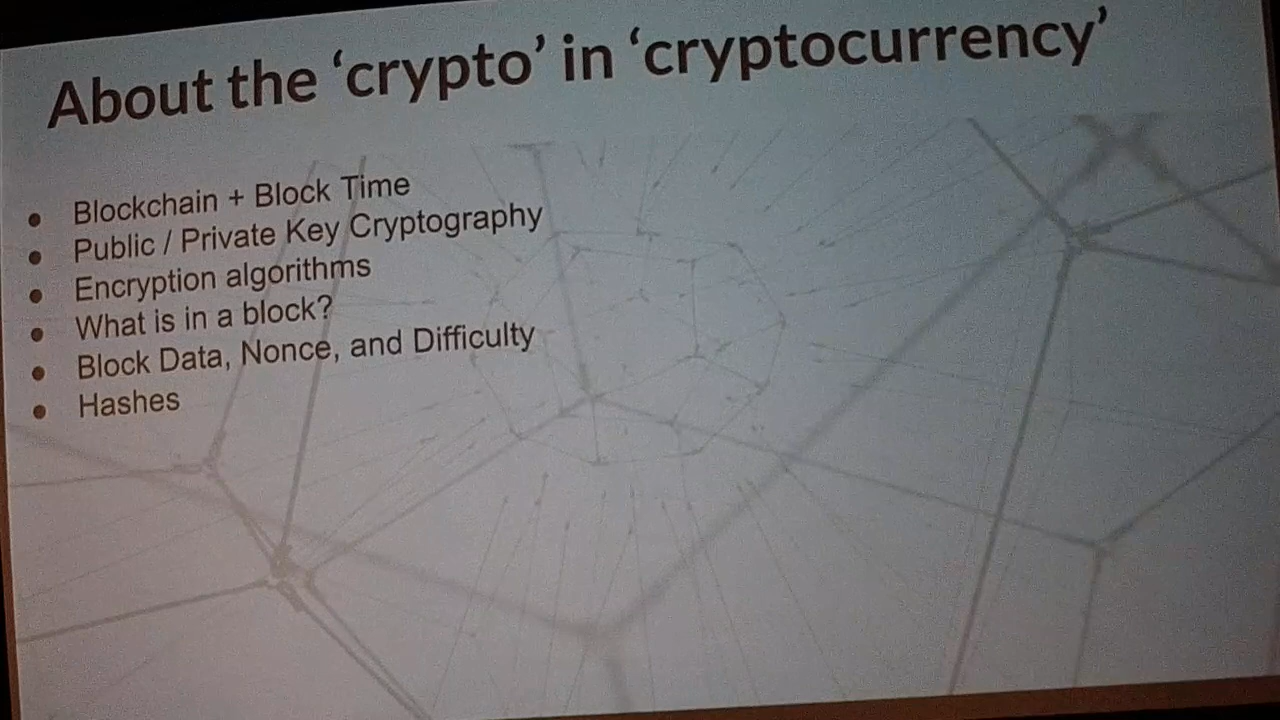 About the ‘crypto’ in ‘cryptocurrency’
Blockchain + Block Time
Public / Private Key Cryptography
Encryption algorithms
What is in a block?
Block Data, Nonce, and Difficulty
Hashes